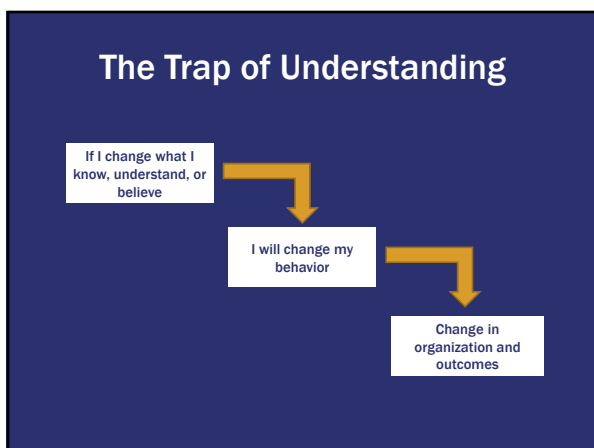 The Trap of Understanding
If I change what I
know, understand, or
believe
I will change my
behavior
Change in
organization and
outcomes